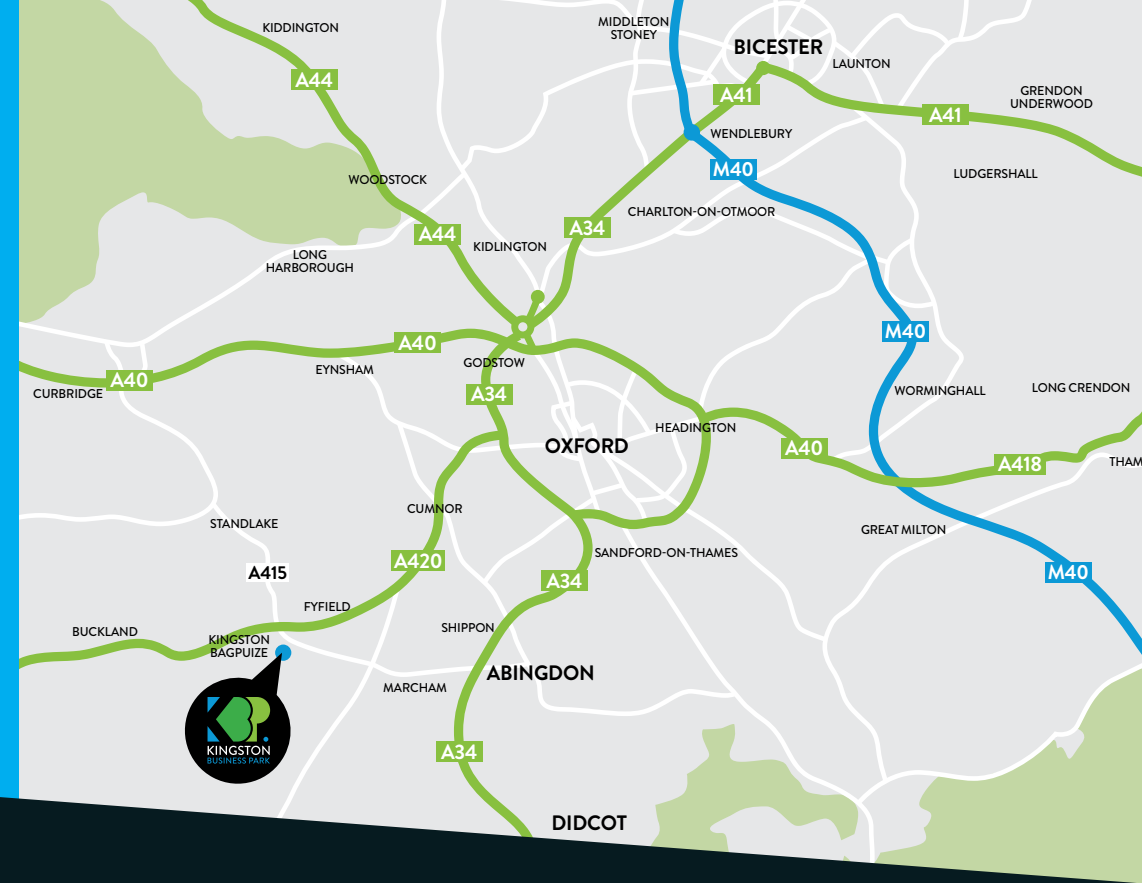 KIDDINGTON
MIDDLETON
STONEY
BICESTER
LAUNTON
A44
A41
GRENDON
UNDERWOOD
A41
WENDLEBURY
M40
LUDGERSHALL
WOODSTOCK
CHARLTON-ON-OTMOOR
A44
A34
KIDLINGTON
LONG
HARBOROUGH
M40
A40
GODSTOW
EYNSHAM
A40
CURBRIDGE
A34
WORMINGHALL
LONG CRENDON
HEADINGTON
OXFORD
A40
A418
THAM
CUMNOR
STANDLAKE
GREAT MILTON
SANDFORD-ON-THAMES
A420
A415
A34
M40
FYFIELD
SHIPPON
BUCKLAND
KINGSTON
BAGPUIZE
ABINGDON
MARCHAM
KBP.
KINGSTON
BUSINESS PARK
A34
DIDCOT